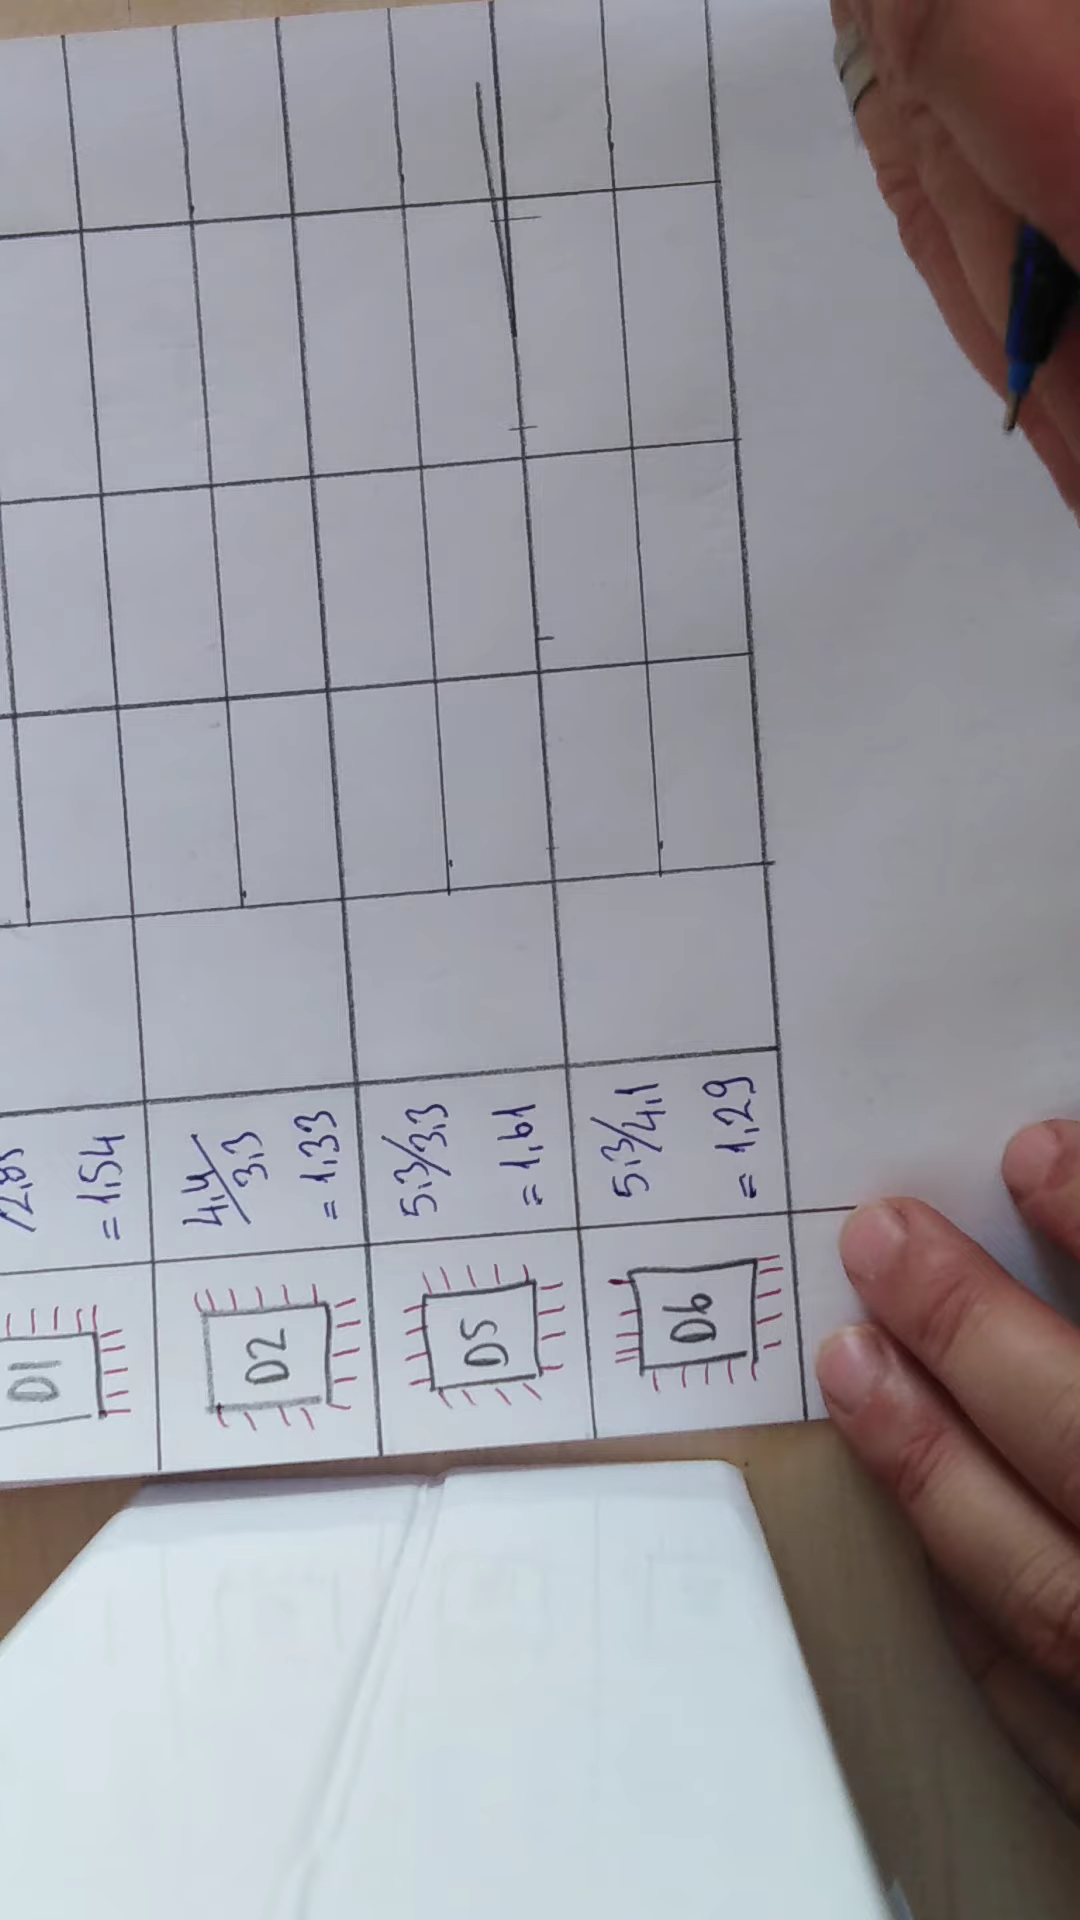 D1
/2,85
= 1,54
D2
4,4/3,3
= 1,33
D5
5,3/3,3
= 1,61
D6
5,3/4,1
= 1,29